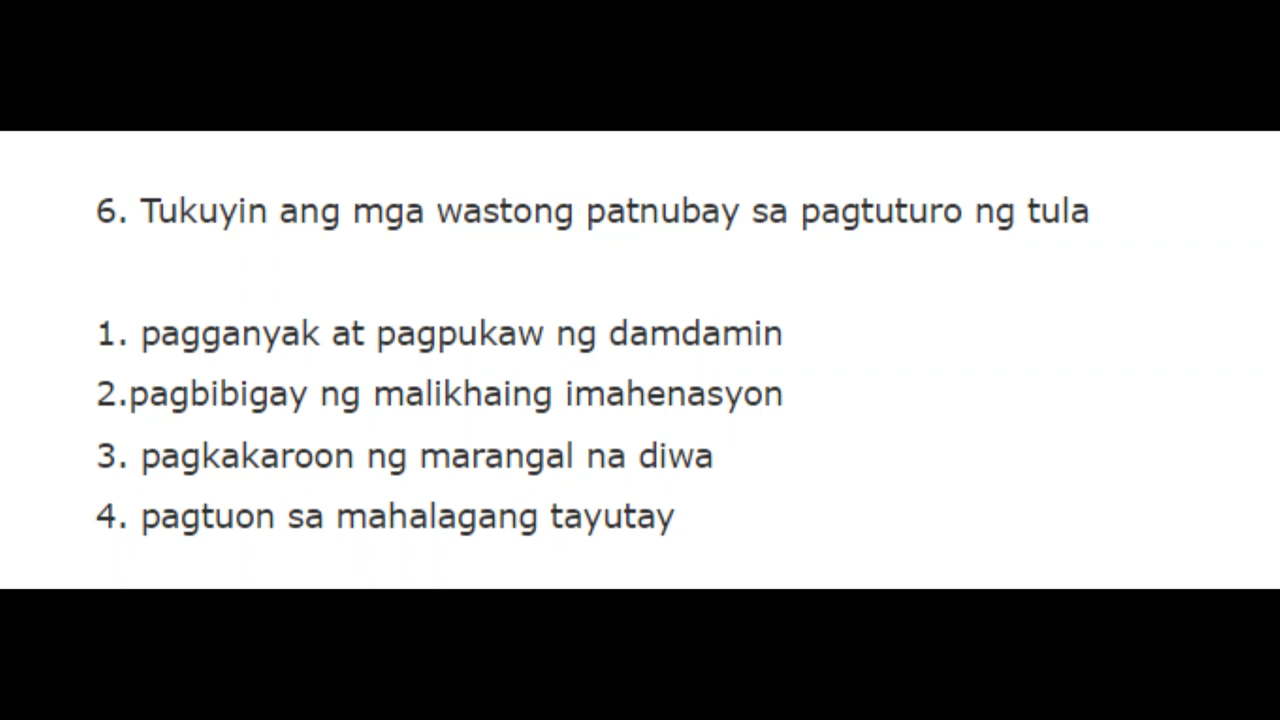 6. Tukuyin ang mga wastong patnubay sa pagtuturo ng tula
1. pagganyak at pagpukaw ng damdamin
2.pagbibigay ng malikhaing imahenasyon
3. pagkakaroon ng marangal na diwa
4. pagtuon sa mahalagang tayutay